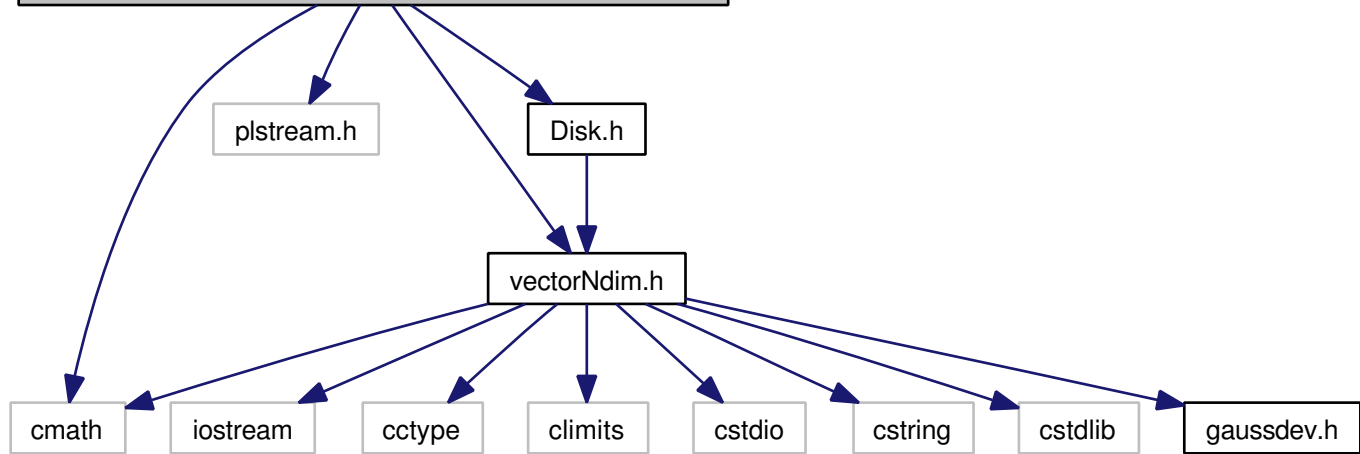 plstream.h
Disk.h
vectorNdim.h
cmath
iostream
cctype
climits
cstdio
cstring
cstdlib
gaussdev.h